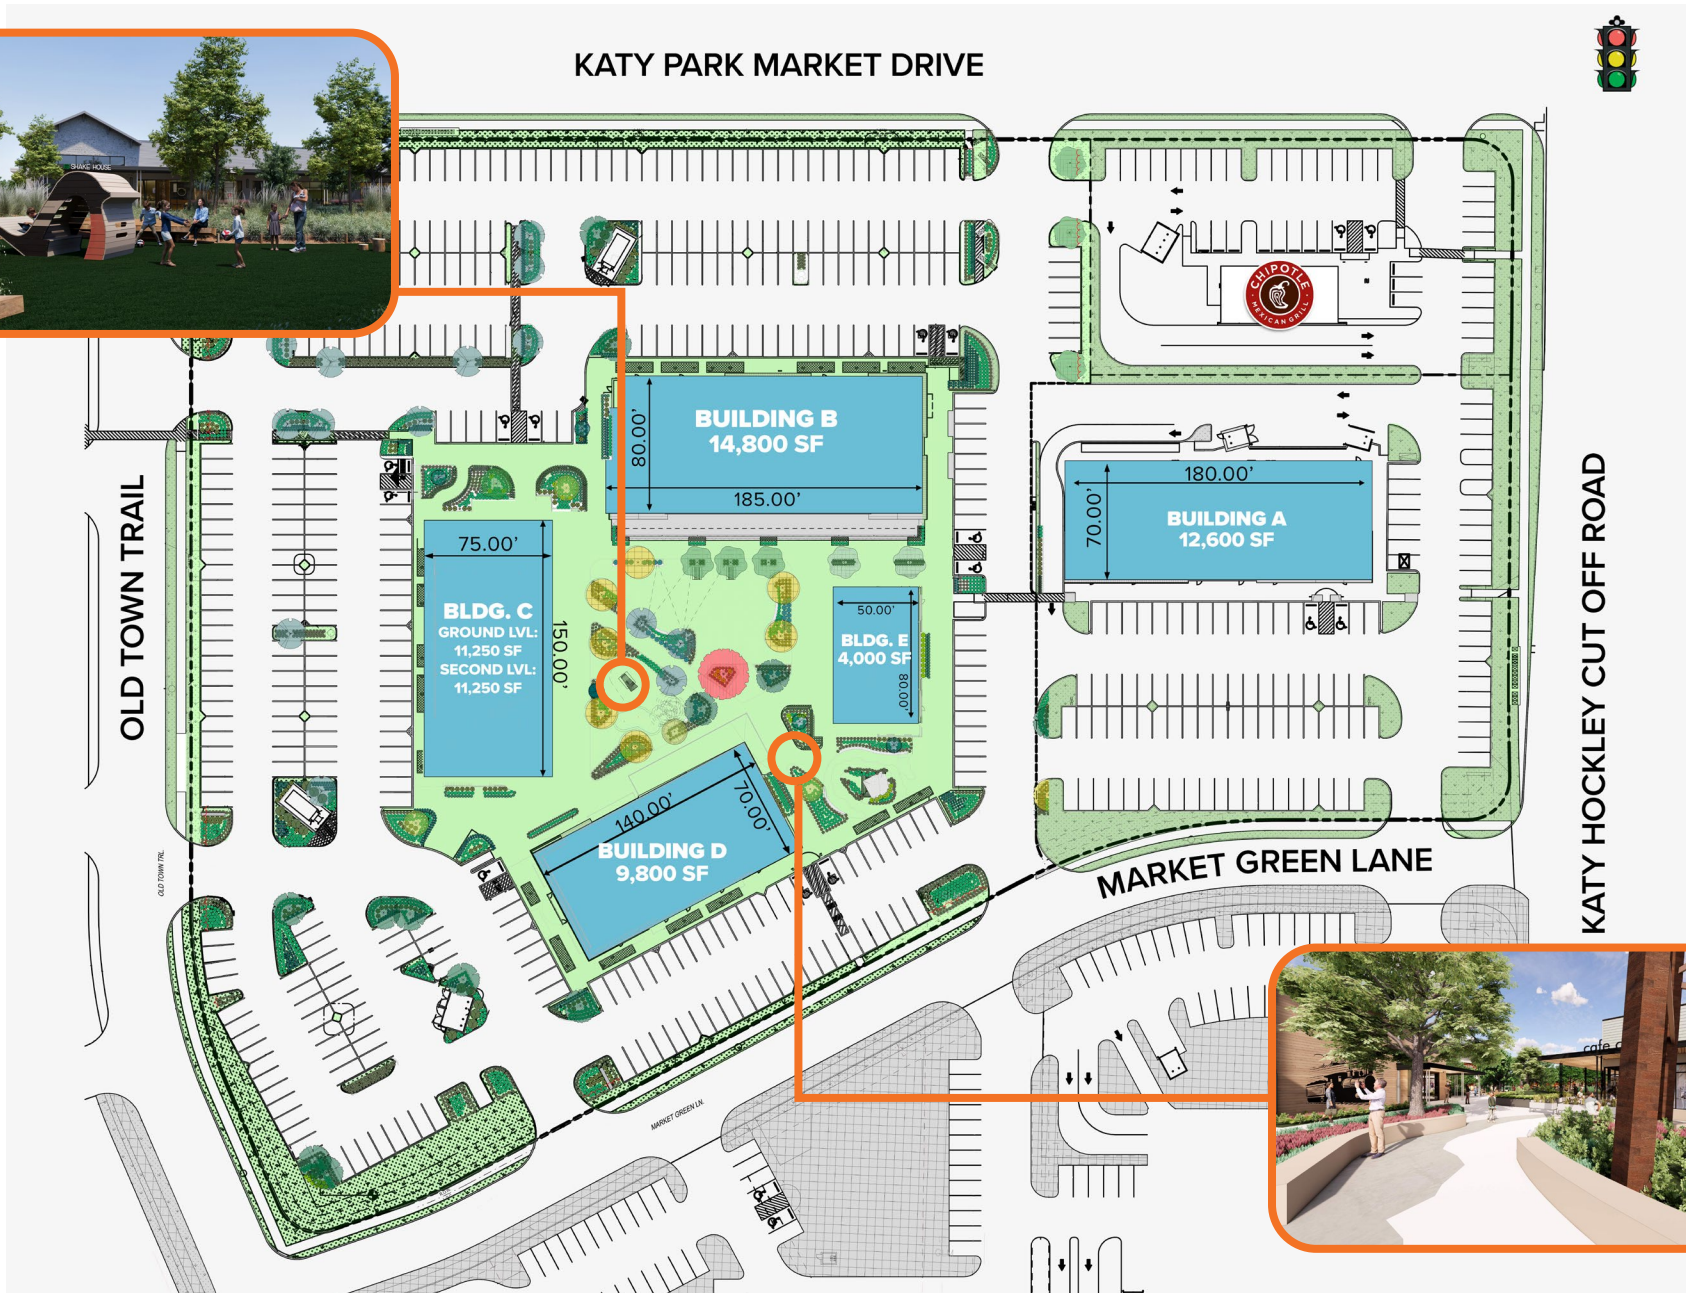 KATY PARK MARKET DRIVE
SHAKE HOUSE
CHIPOTLE
MEXICAN GRILL
BUILDING B
14,800 SF
80.00'
185.00'
180.00'
70.00'
BUILDING A
12,600 SF
75.00'
BLDG. C
GROUND LVL:
11,250 SF
SECOND LVL:
11,250 SF
150.00'
50.00'
BLDG. E
4,000 SF
80.00'
140.00'
70.00'
BUILDING D
9,800 SF
OLD TOWN TRAIL
OLD TOWN TRL.
KATY HOCKLEY CUT OFF ROAD
MARKET GREEN LANE
MARKET GREEN LN.
cafe